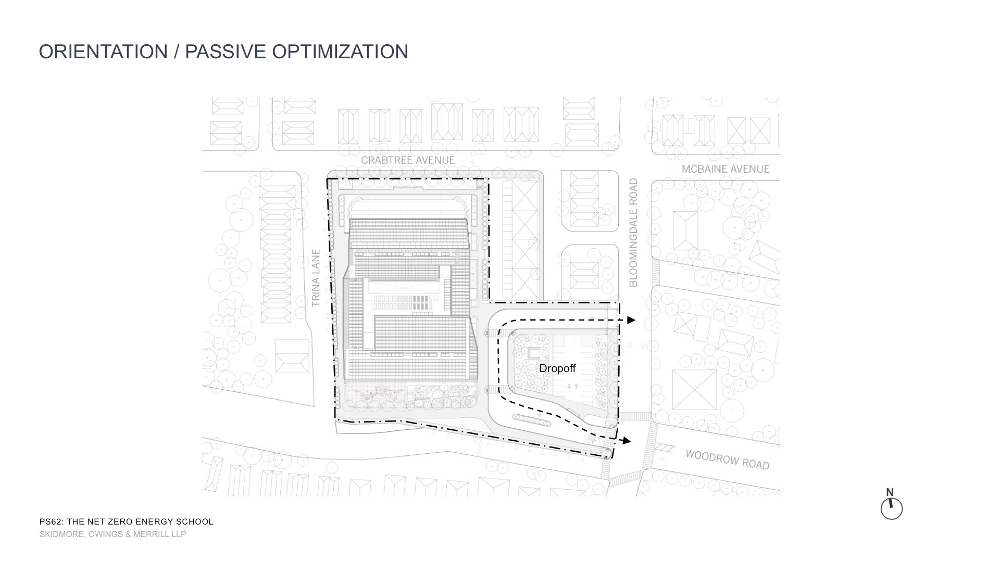 ORIENTATION / PASSIVE OPTIMIZATION
CRABTREE AVENUE
MCBAINE AVENUE
TRINA LANE
BLOOMINGDALE ROAD
Dropoff
WOODROW ROAD
N
PS62: THE NET ZERO ENERGY SCHOOL
SKIDMORE, OWINGS & MERRILL LLP